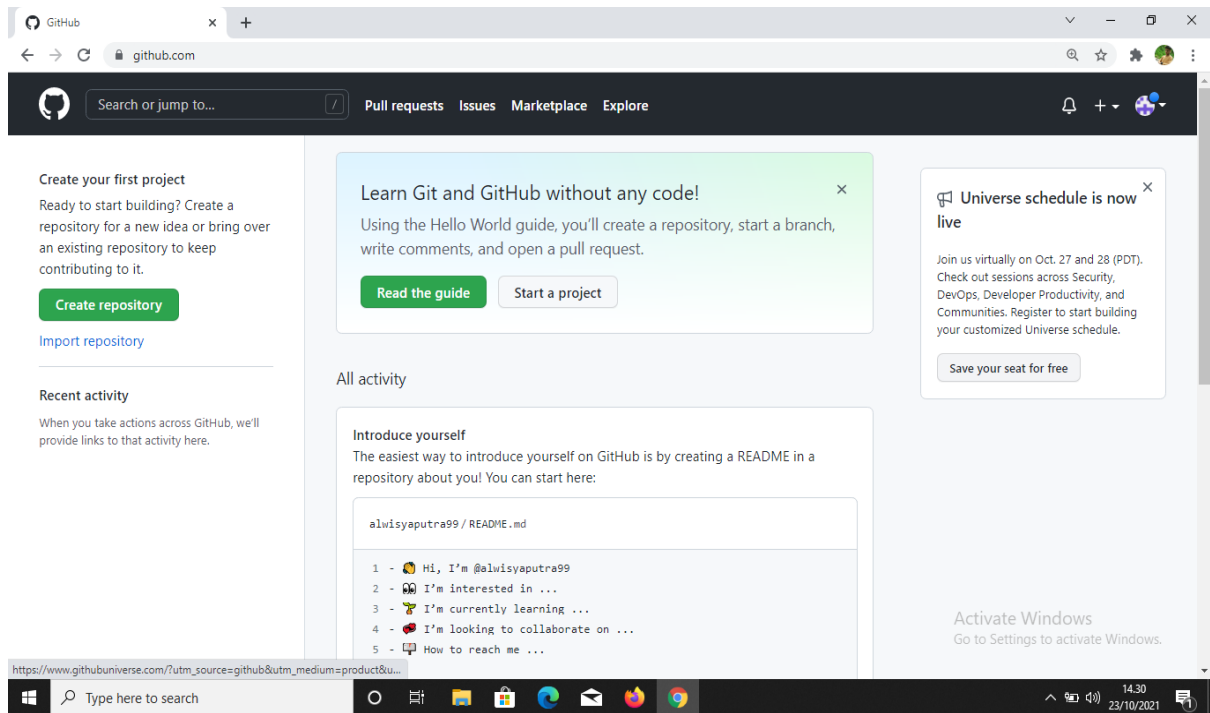 GitHub
github.com
Search or jump to...
/
Pull requests Issues Marketplace Explore
Create your first project
Ready to start building? Create a
repository for a new idea or bring over
an existing repository to keep
contributing to it.
Create repository
Import repository
Recent activity
When you take actions across GitHub, we'll
provide links to that activity here.
Learn Git and GitHub without any code!
Using the Hello World guide, you'll create a repository, start a branch,
write comments, and open a pull request.
Read the guide
Start a project
All activity
Introduce yourself
The easiest way to introduce yourself on GitHub is by creating a README in a
repository about you! You can start here:
alwisyaputra99 / README.md
1 - 👋 Hi, I'm @alwisyaputra99
2 - 👀 I'm interested in ...
3 - 🌱 I'm currently learning ...
4 - 💞️ I'm looking to collaborate on ...
5 - 📫 How to reach me ...
Universe schedule is now
live
Join us virtually on Oct. 27 and 28 (PDT).
Check out sessions across Security,
DevOps, Developer Productivity, and
Communities. Register to start building
your customized Universe schedule.
Save your seat for free
Activate Windows
Go to Settings to activate Windows.
https://www.githubuniverse.com/?utm_source=github&utm_medium=product&u...
Type here to search
14.30
23/10/2021
1